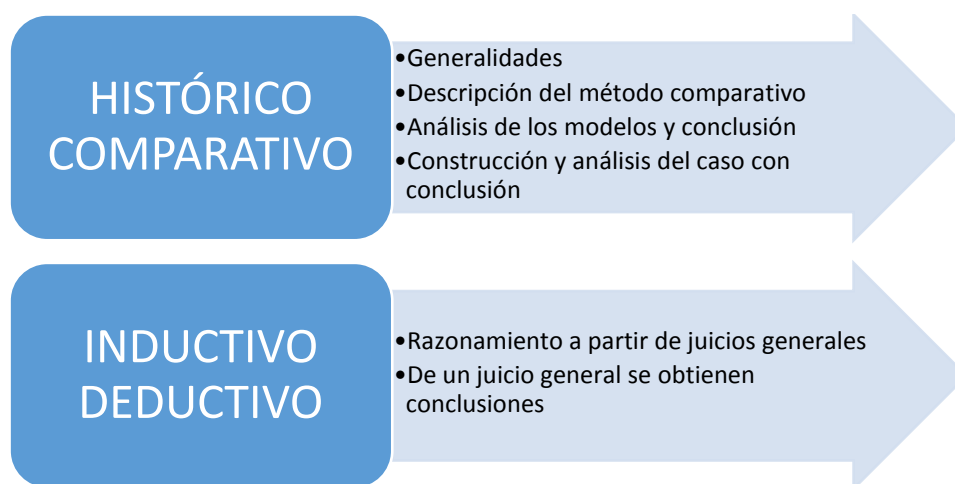 HISTÓRICO
COMPARATIVO
•Generalidades
•Descripción del método comparativo
•Análisis de los modelos y conclusión
•Construcción y análisis del caso con
conclusión
INDUCTIVO
DEDUCTIVO
•Razonamiento a partir de juicios generales
•De un juicio general se obtienen
conclusiones